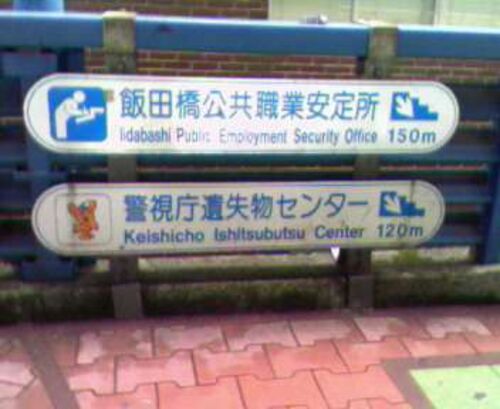 飯田橋公共職業安定所
Iidabashi Public Employment Security Office 150m
警視庁遺失物センター
Keishicho Ishitsubutsu Center 120m